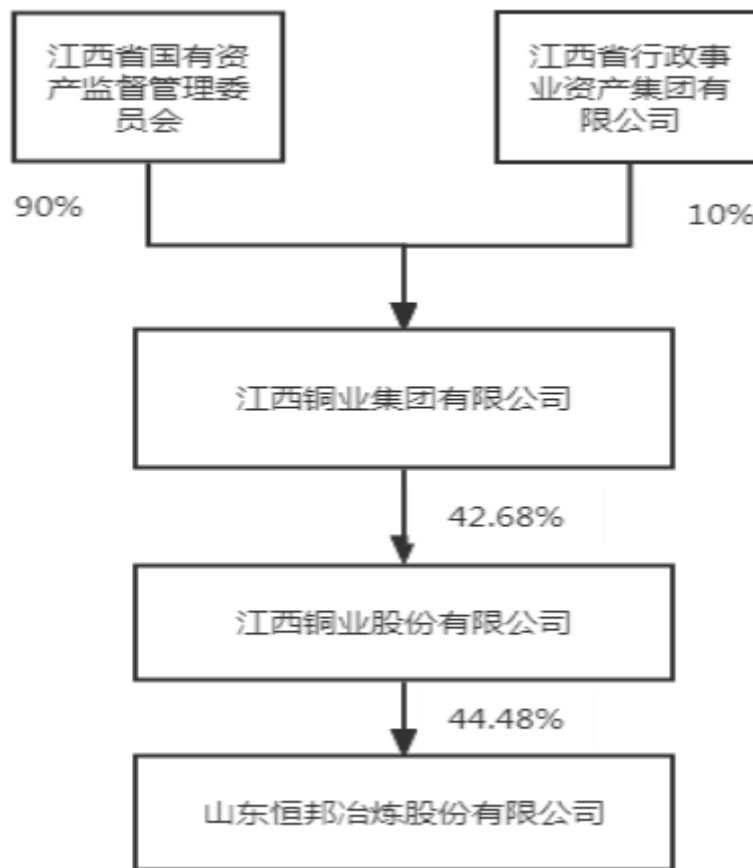 江西省国有资
产监督管理委
员会
江西省行政事
业资产集团有
限公司
90%
10%
江西铜业集团有限公司
42.68%
江西铜业股份有限公司
44.48%
山东恒邦冶炼股份有限公司